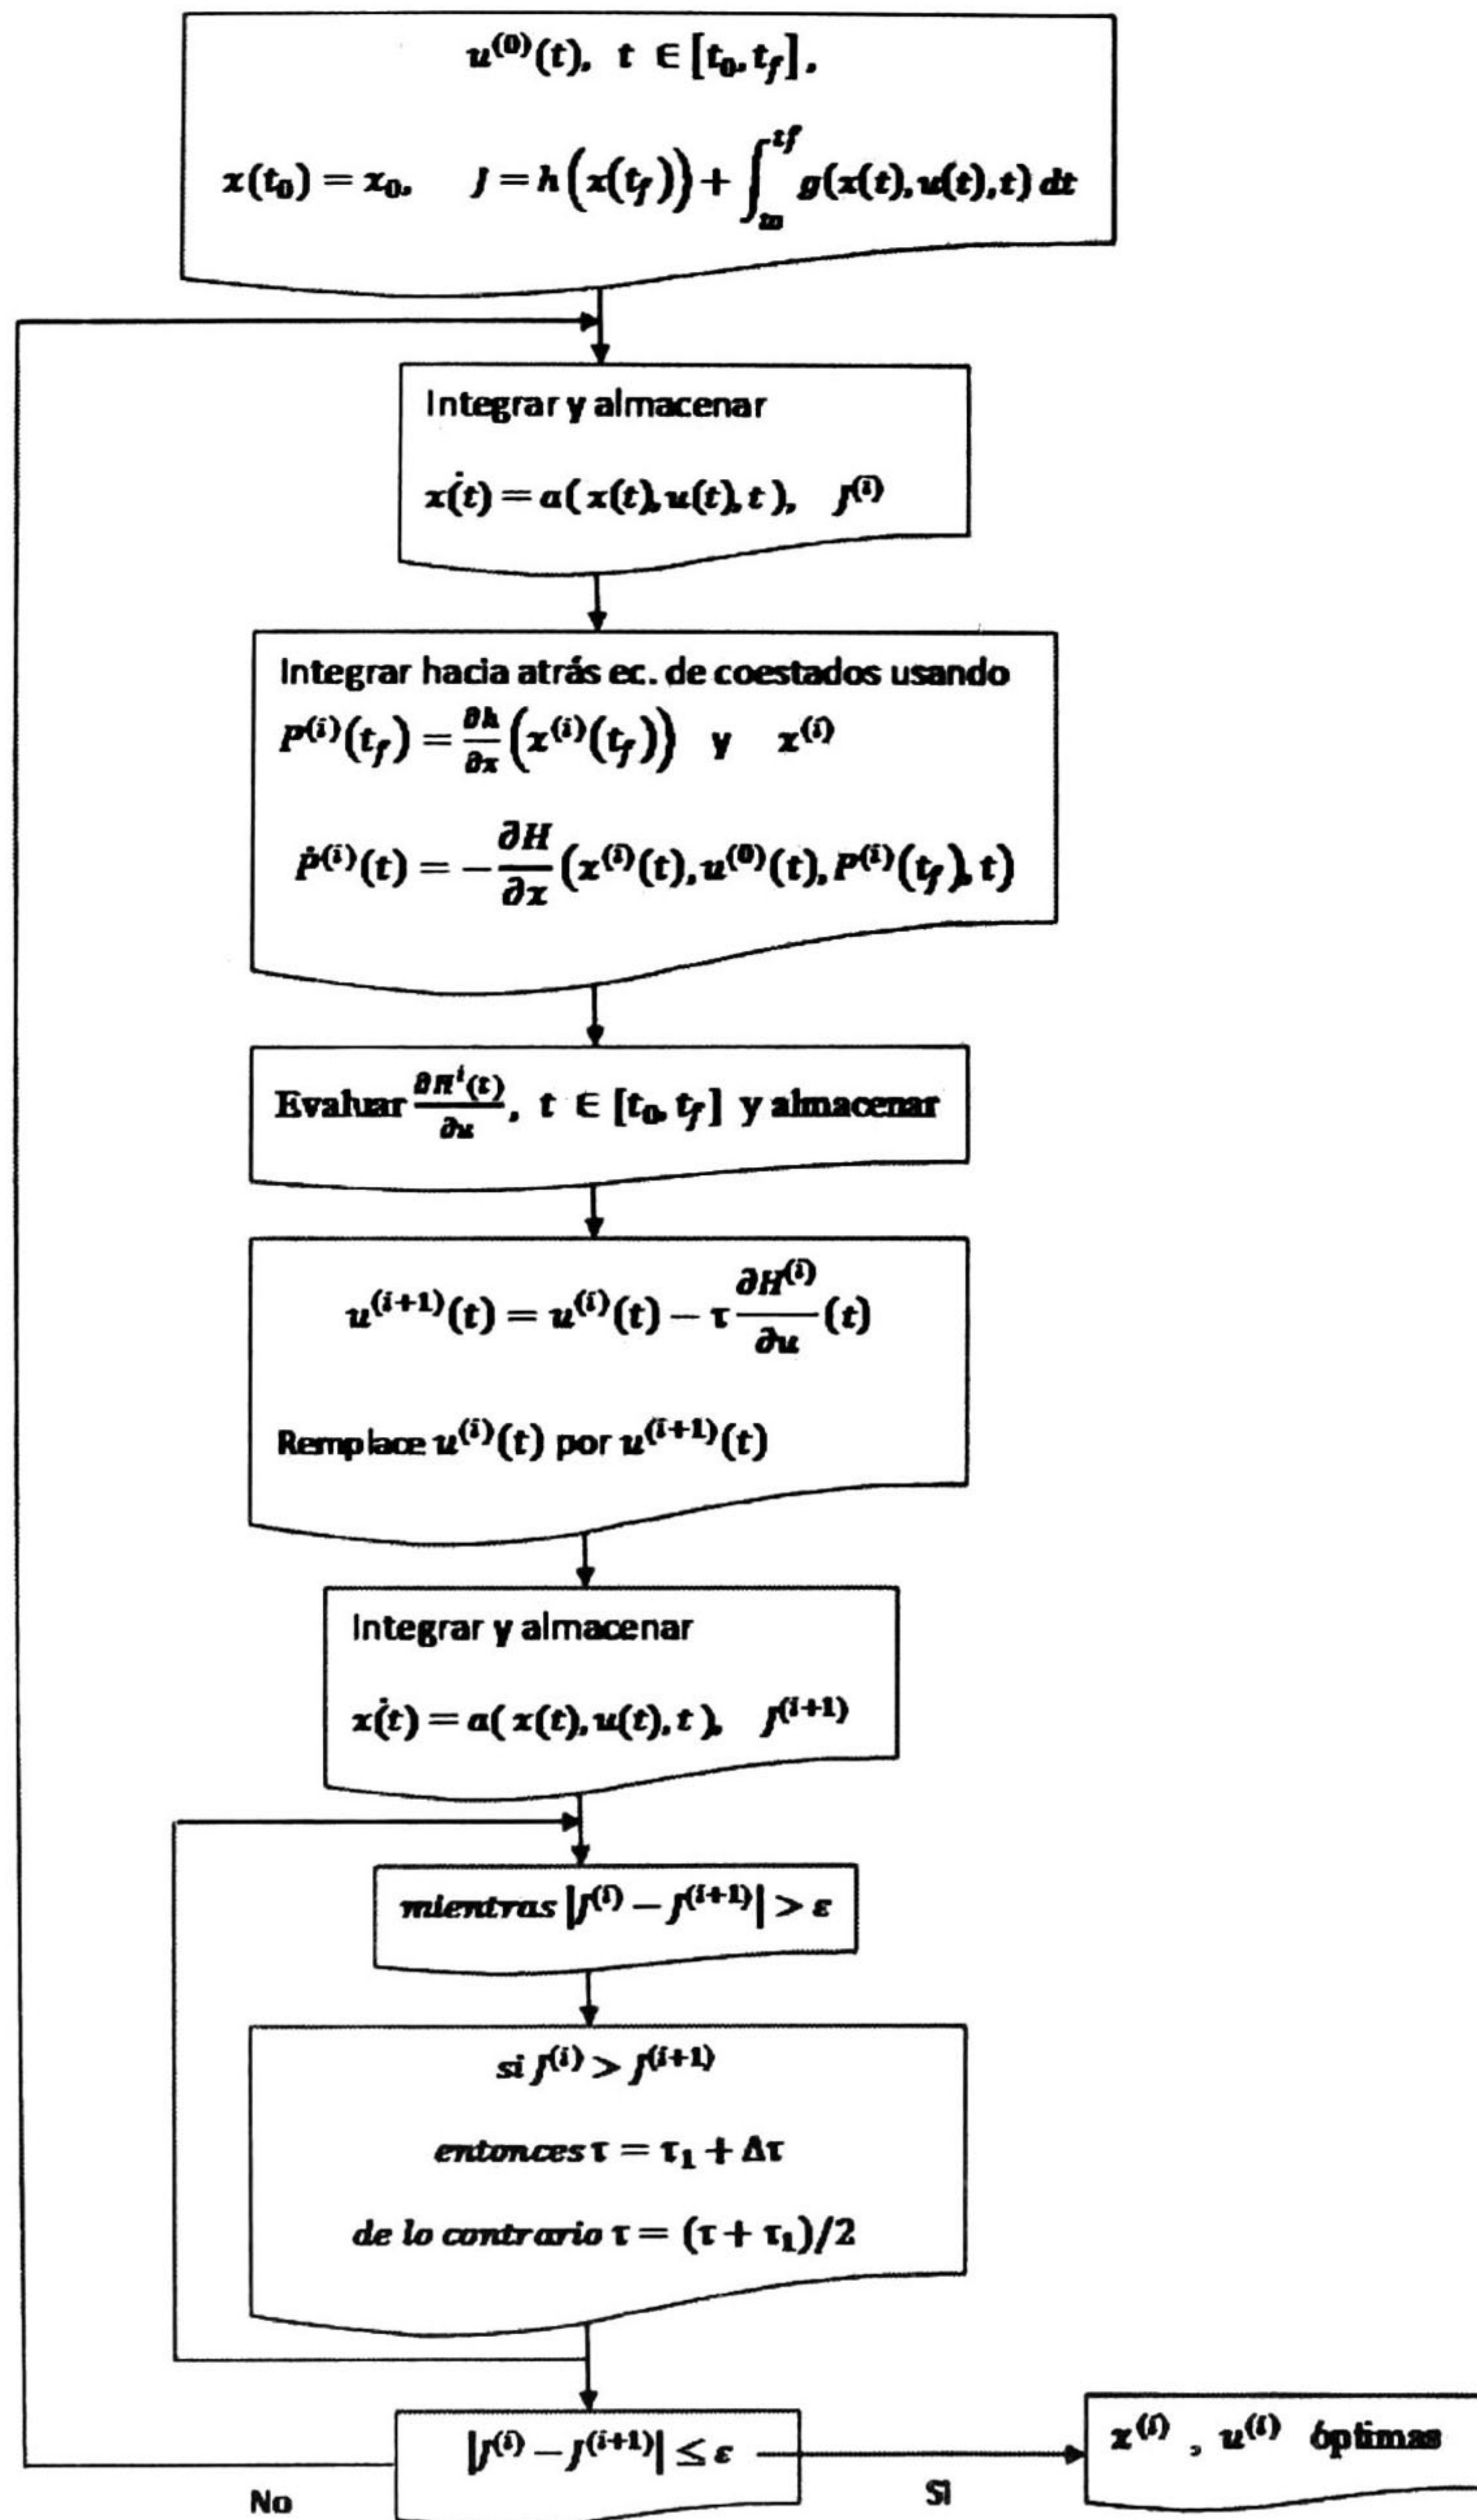 u^{(0)}(t), t ∈ [t_0, t_f],
x(t_0) = x_0, J = h(x(t_f)) + ∫_{t0}^{tf} g(x(t), u(t), t) dt
Integrar y almacenar
ẋ(t) = a( x(t), u(t), t ), J^{(i)}
Integrar hacia atrás ec. de coestados usando
P^{(i)}(t_f) = ∂h/∂x (x^{(i)}(t_f)) y x^{(i)}
Ṗ^{(i)}(t) = − ∂H/∂x (x^{(i)}(t), u^{(0)}(t), P^{(i)}(t_f), t)
Evaluar ∂H^i(t)/∂u, t ∈ [t_0, t_f] y almacenar
u^{(i+1)}(t) = u^{(i)}(t) − τ ∂H^{(i)}/∂u (t)
Remplace u^{(i)}(t) por u^{(i+1)}(t)
Integrar y almacenar
ẋ(t) = a( x(t), u(t), t ), J^{(i+1)}
mientras |J^{(i)} − J^{(i+1)}| > ε
si J^{(i)} > J^{(i+1)}
entonces τ = τ_1 + Δτ
de lo contrario τ = (τ + τ_1)/2
|J^{(i)} − J^{(i+1)}| ≤ ε
x^{(i)} , u^{(i)} óptimas
No
Si